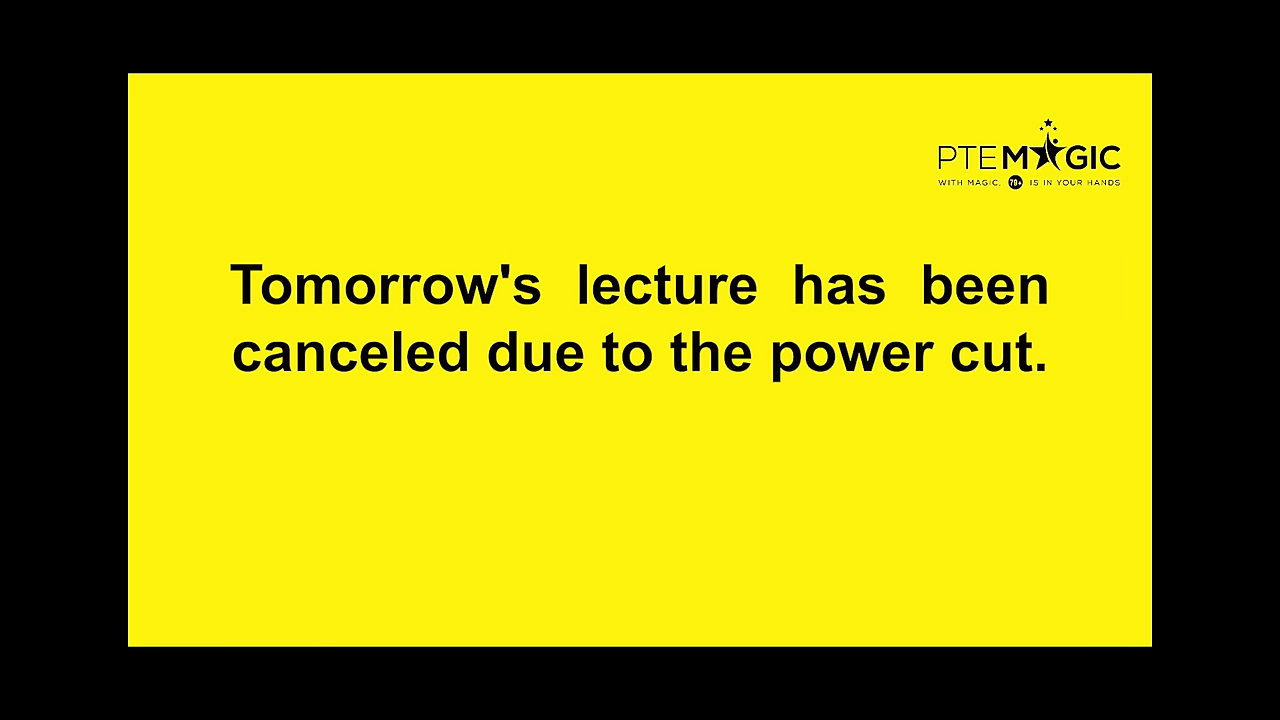 PTEMAGIC
WITH MAGIC, 79+ IS IN YOUR HANDS
Tomorrow's lecture has been
canceled due to the power cut.